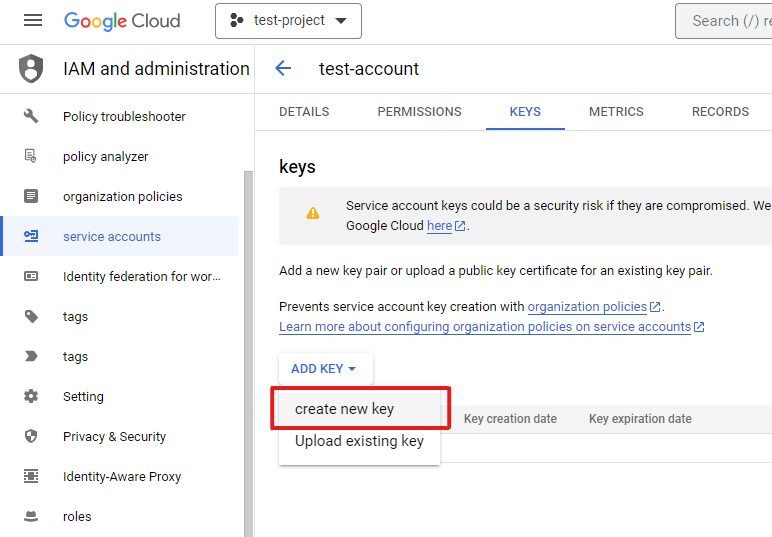 Google Cloud
test-project
Search (/) re
IAM and administration
test-account
Policy troubleshooter
policy analyzer
organization policies
service accounts
Identity federation for wor...
tags
tags
Setting
Privacy & Security
Identity-Aware Proxy
roles
DETAILS PERMISSIONS KEYS METRICS RECORDS
keys
Service account keys could be a security risk if they are compromised. We
Google Cloud here.
Add a new key pair or upload a public key certificate for an existing key pair.
Prevents service account key creation with organization policies.
Learn more about configuring organization policies on service accounts
ADD KEY
create new key
Upload existing key
Key creation date Key expiration date